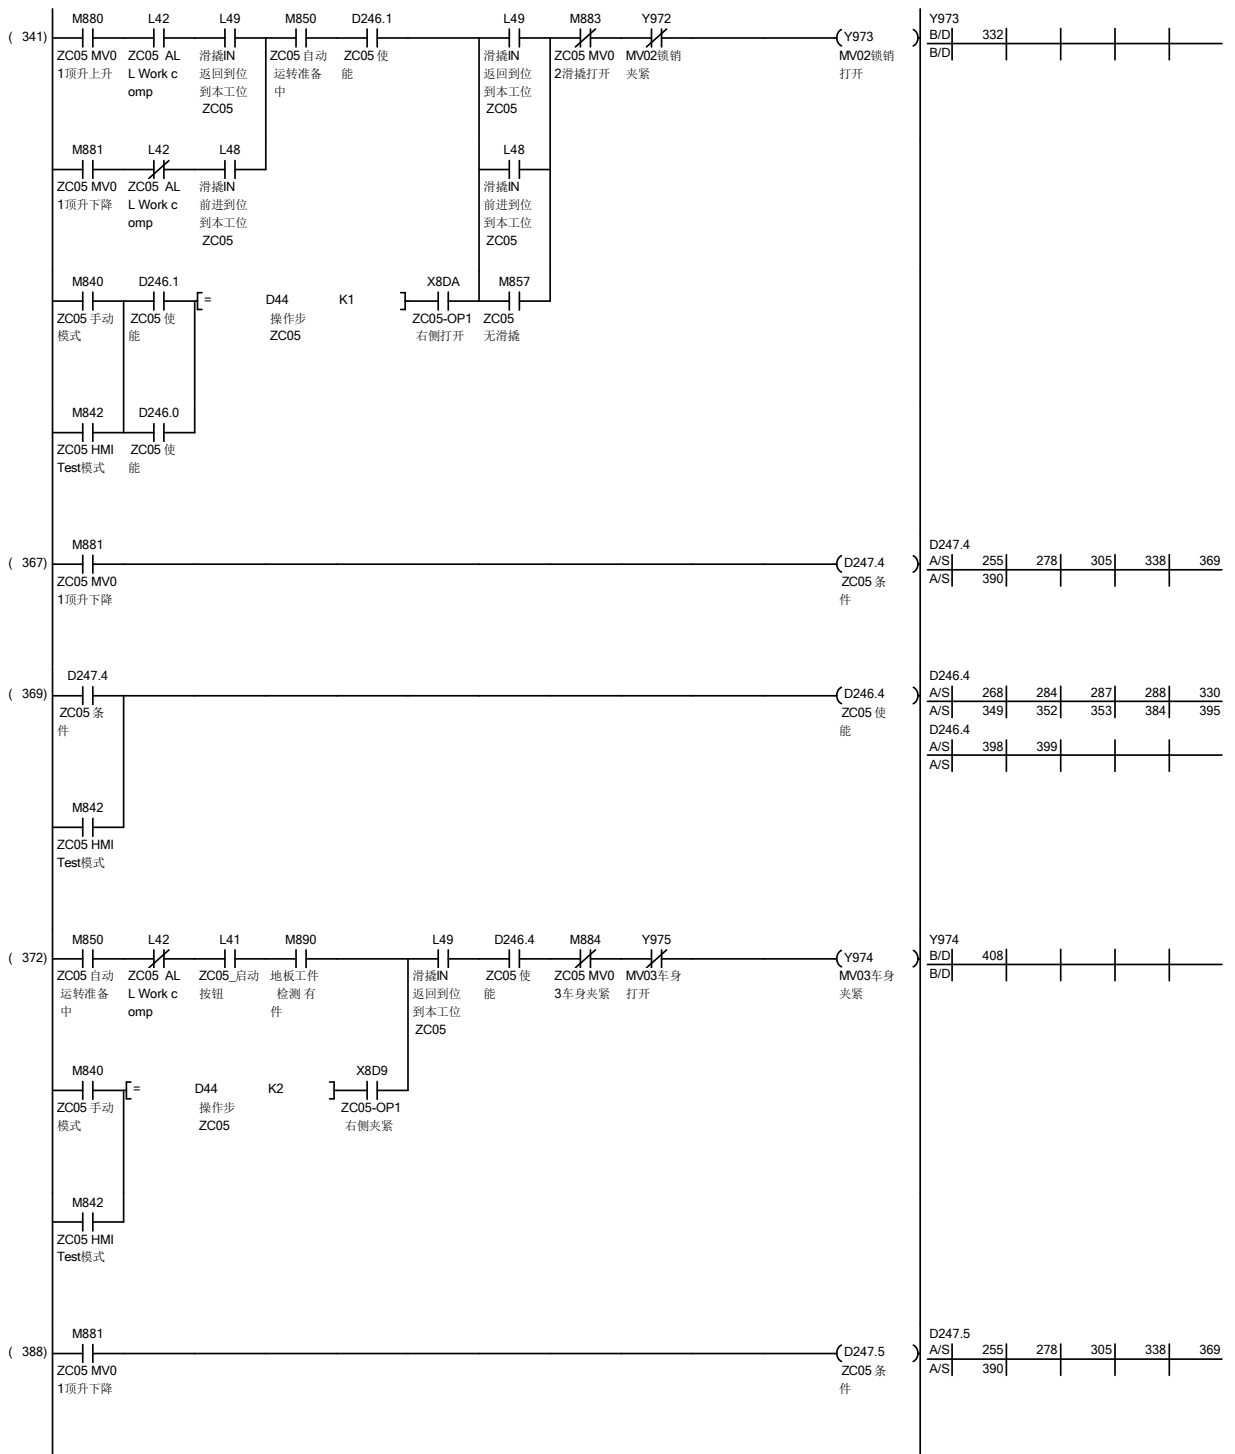 M880 L42 L49 M850 D246.1 L49 M883 Y972 Y973
( 341) (Y973 ) B/D 332
ZC05 MV0 ZC05 AL 滑撬IN ZC05 自动 ZC05 使 滑撬IN ZC05 MV0 MV02锁销 MV02锁销 B/D
1顶升上升 L Work c 返回到位 运转准备 能 返回到位 2滑撬打开 夹紧 打开
omp 到本工位 中 到本工位
ZC05 ZC05
M881 L42 L48 L48
ZC05 MV0 ZC05 AL 滑撬IN 滑撬IN
1顶升下降 L Work c 前进到位 前进到位
omp 到本工位 到本工位
ZC05 ZC05
M840 D246.1 X8DA M857
[= D44 K1 ]
ZC05 手动 ZC05 使 操作步 ZC05-OP1 ZC05
模式 能 ZC05 右侧打开 无滑撬
M842 D246.0
ZC05 HMI ZC05 使
Test模式 能
M881 D247.4
( 367) (D247.4 ) A/S 255 278 305 338 369
ZC05 MV0 ZC05 条 A/S 390
1顶升下降 件
D247.4 D246.4
( 369) (D246.4 ) A/S 268 284 287 288 330
ZC05 条 ZC05 使 A/S 349 352 353 384 395
件 能 D246.4
A/S 398 399
A/S
M842
ZC05 HMI
Test模式
M850 L42 L41 M890 L49 D246.4 M884 Y975 Y974
( 372) (Y974 ) B/D 408
ZC05 自动 ZC05 AL ZC05_启动 地板工件 滑撬IN ZC05 使 ZC05 MV0 MV03车身 MV03车身 B/D
运转准备 L Work c 按钮 检测 有 返回到位 能 3车身夹紧 打开 夹紧
中 omp 件 到本工位
ZC05
M840 X8D9
[= D44 K2 ]
ZC05 手动 操作步 ZC05-OP1
模式 ZC05 右侧夹紧
M842
ZC05 HMI
Test模式
M881 D247.5
( 388) (D247.5 ) A/S 255 278 305 338 369
ZC05 MV0 ZC05 条 A/S 390
1顶升下降 件